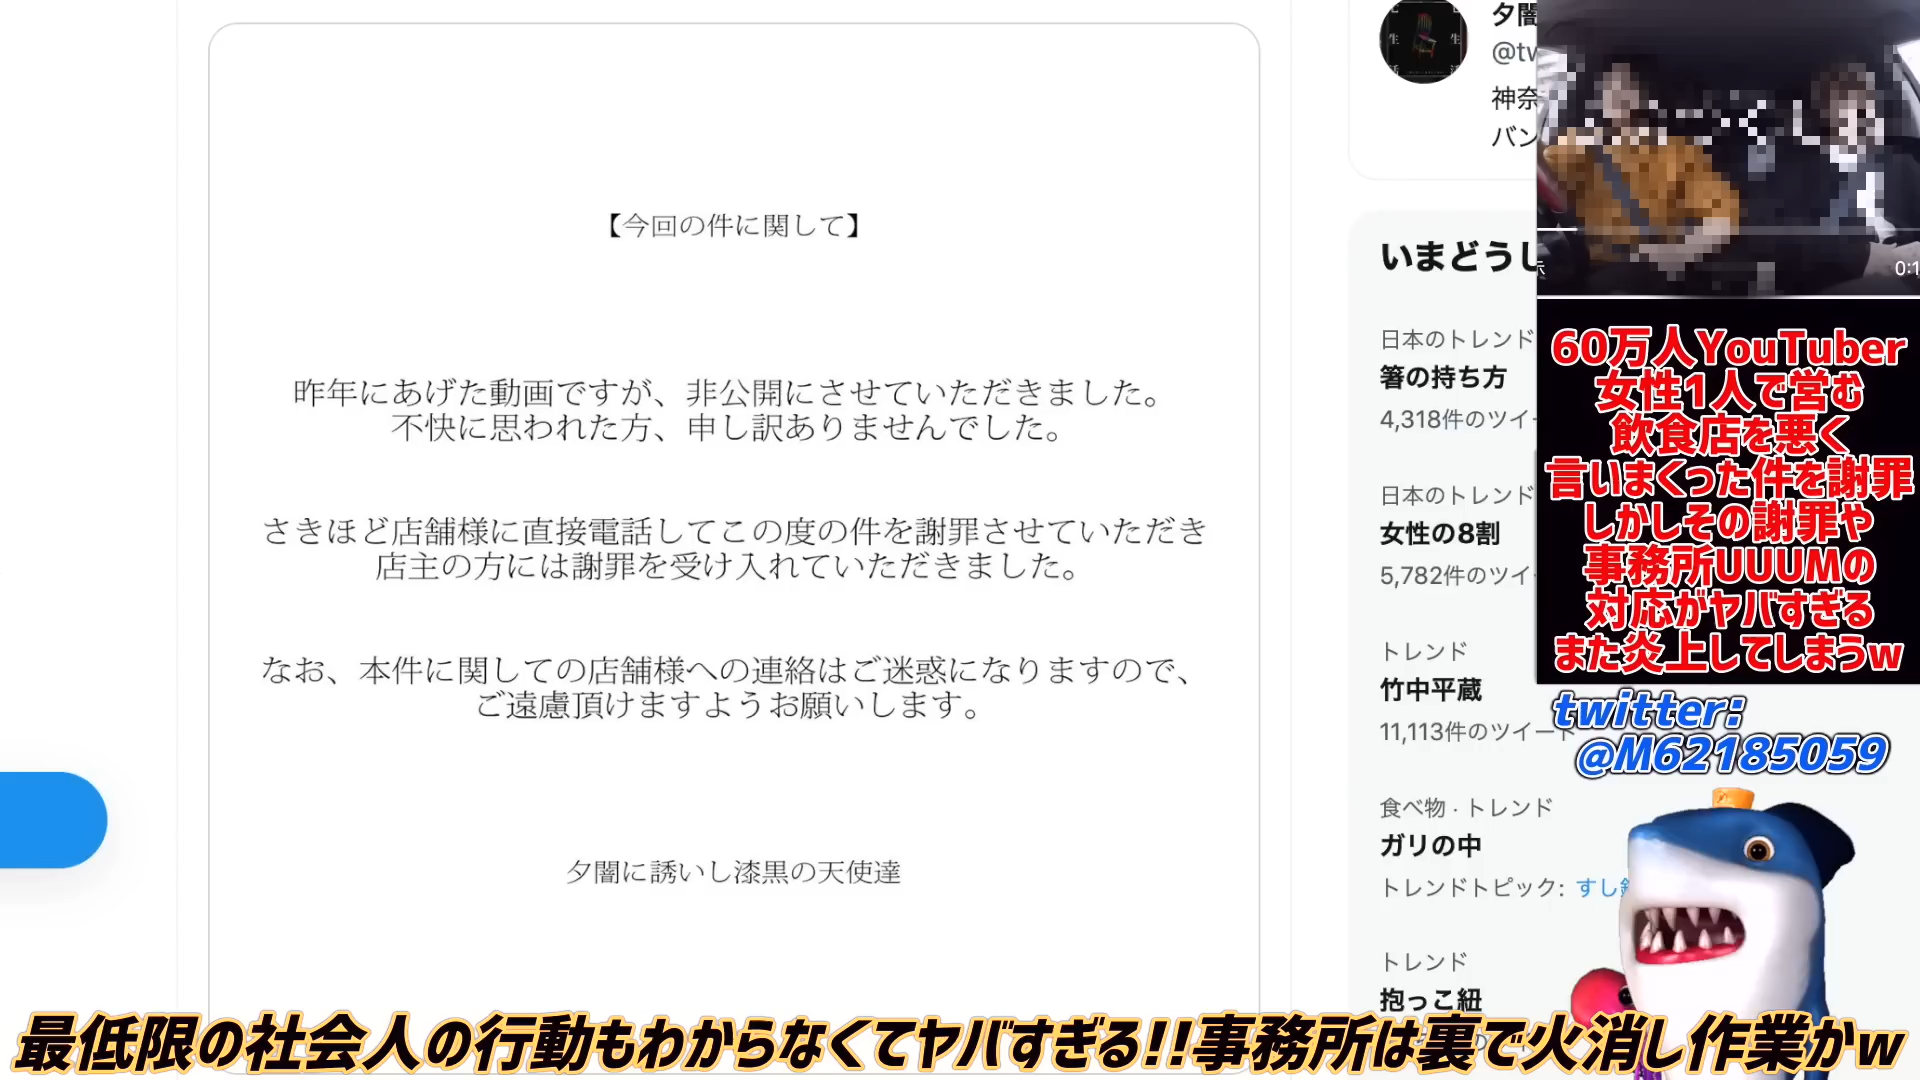 【今回の件に関して】
昨年にあげた動画ですが、非公開にさせていただきました。
不快に思われた方、申し訳ありませんでした。
さきほど店舗様に直接電話してこの度の件を謝罪させていただき
店主の方には謝罪を受け入れていただきました。
なお、本件に関しての店舗様への連絡はご迷惑になりますので、
ご遠慮頂けますようお願いします。
夕闇に誘いし漆黒の天使達
夕闇
@tw
神奈
バン
いまどうし
日本のトレンド
箸の持ち方
4,318件のツイー
日本のトレンド
女性の8割
5,782件のツイー
トレンド
竹中平蔵
11,113件のツイート
食べ物 · トレンド
ガリの中
トレンドトピック: すし
トレンド
抱っこ紐
0:1
60万人YouTuber
女性1人で営む
飲食店を悪く
言いまくった件を謝罪
しかしその謝罪や
事務所UUUMの
対応がヤバすぎる
また炎上してしまうw
twitter:
@M62185059
最低限の社会人の行動もわからなくてヤバすぎる!!事務所は裏で火消し作業かw